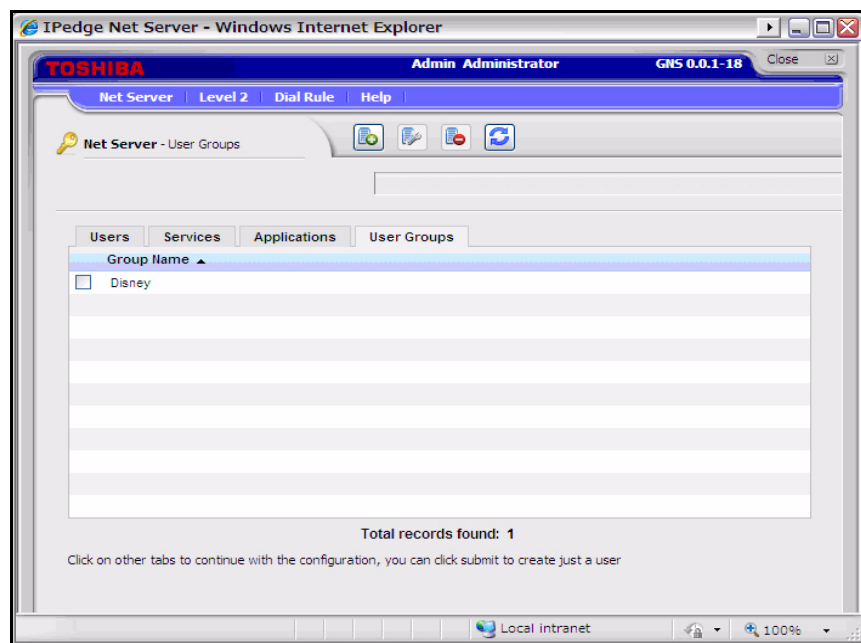 IPedge Net Server - Windows Internet Explorer
TOSHIBA Admin Administrator GNS 0.0.1-18 Close
Net Server Level 2 Dial Rule Help
Net Server - User Groups
Users Services Applications User Groups
Group Name
Disney
Total records found: 1
Click on other tabs to continue with the configuration, you can click submit to create just a user
Local intranet 100%